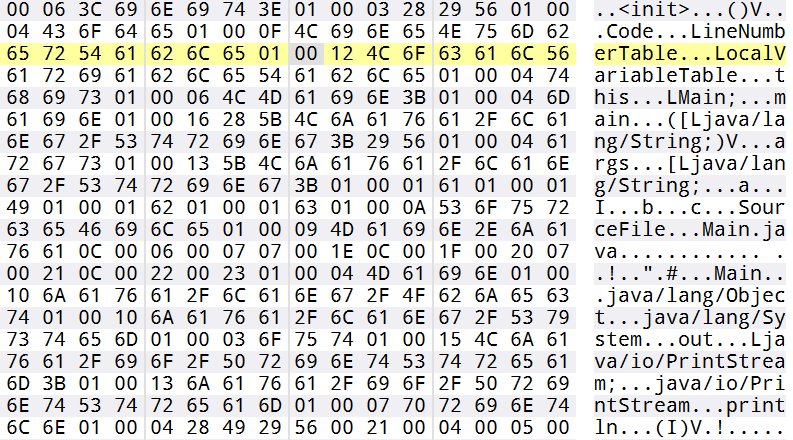 00 06 3C 69 6E 69 74 3E 01 00 03 28 29 56 01 00 ..<init>...()V..
04 43 6F 64 65 01 00 0F 4C 69 6E 65 4E 75 6D 62 .Code...LineNumb
65 72 54 61 62 6C 65 01 00 12 4C 6F 63 61 6C 56 erTable...LocalV
61 72 69 61 62 6C 65 54 61 62 6C 65 01 00 04 74 ariableTable...t
68 69 73 01 00 06 4C 4D 61 69 6E 3B 01 00 04 6D his...LMain;...m
61 69 6E 01 00 16 28 5B 4C 6A 61 76 61 2F 6C 61 ain...([Ljava/la
6E 67 2F 53 74 72 69 6E 67 3B 29 56 01 00 04 61 ng/String;)V...a
72 67 73 01 00 13 5B 4C 6A 61 76 61 2F 6C 61 6E rgs...[Ljava/lan
67 2F 53 74 72 69 6E 67 3B 01 00 01 61 01 00 01 g/String;...a...
49 01 00 01 62 01 00 01 63 01 00 0A 53 6F 75 72 I...b...c...Sour
63 65 46 69 6C 65 01 00 09 4D 61 69 6E 2E 6A 61 ceFile...Main.ja
76 61 0C 00 06 00 07 07 00 1E 0C 00 1F 00 20 07 va............ .
00 21 0C 00 22 00 23 01 00 04 4D 61 69 6E 01 00 .!..".#...Main..
10 6A 61 76 61 2F 6C 61 6E 67 2F 4F 62 6A 65 63 .java/lang/Objec
74 01 00 10 6A 61 76 61 2F 6C 61 6E 67 2F 53 79 t...java/lang/Sy
73 74 65 6D 01 00 03 6F 75 74 01 00 15 4C 6A 61 stem...out...Lja
76 61 2F 69 6F 2F 50 72 69 6E 74 53 74 72 65 61 va/io/PrintStrea
6D 3B 01 00 13 6A 61 76 61 2F 69 6F 2F 50 72 69 m;...java/io/Pri
6E 74 53 74 72 65 61 6D 01 00 07 70 72 69 6E 74 ntStream...print
6C 6E 01 00 04 28 49 29 56 00 21 00 04 00 05 00 ln...(I)V.!.....